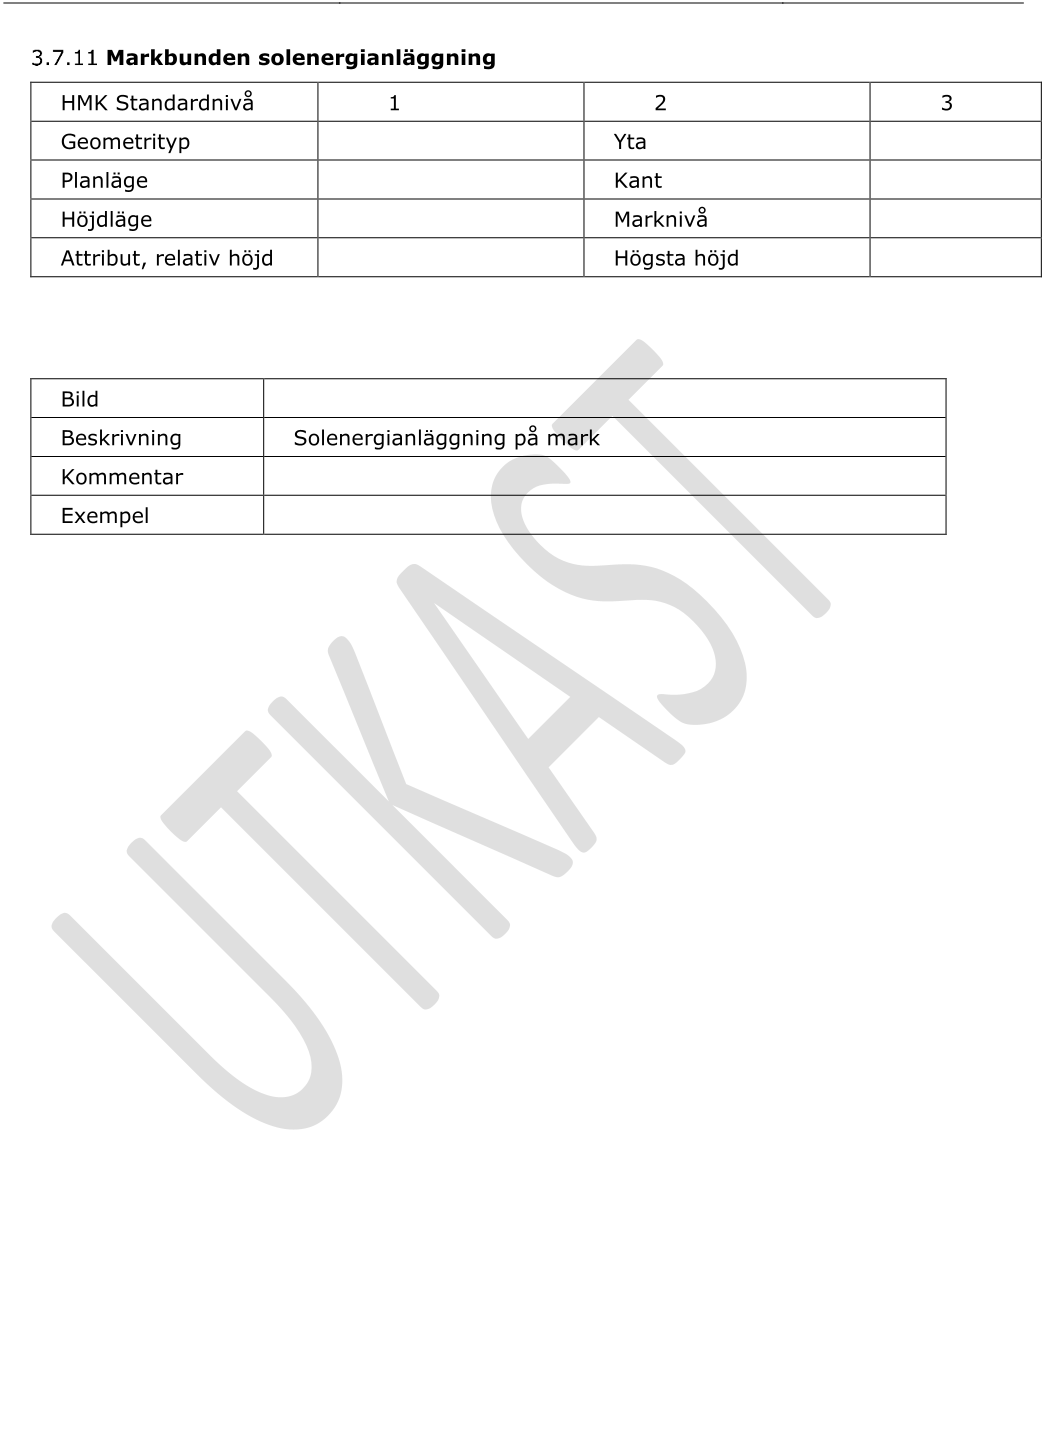 3.7.11 Markbunden solenergianläggning
HMK Standardnivå 1 2 3
Geometrityp Yta
Planläge Kant
Höjdläge Marknivå
Attribut, relativ höjd Högsta höjd
Bild
Beskrivning Solenergianläggning på mark
Kommentar
Exempel
UTKAST